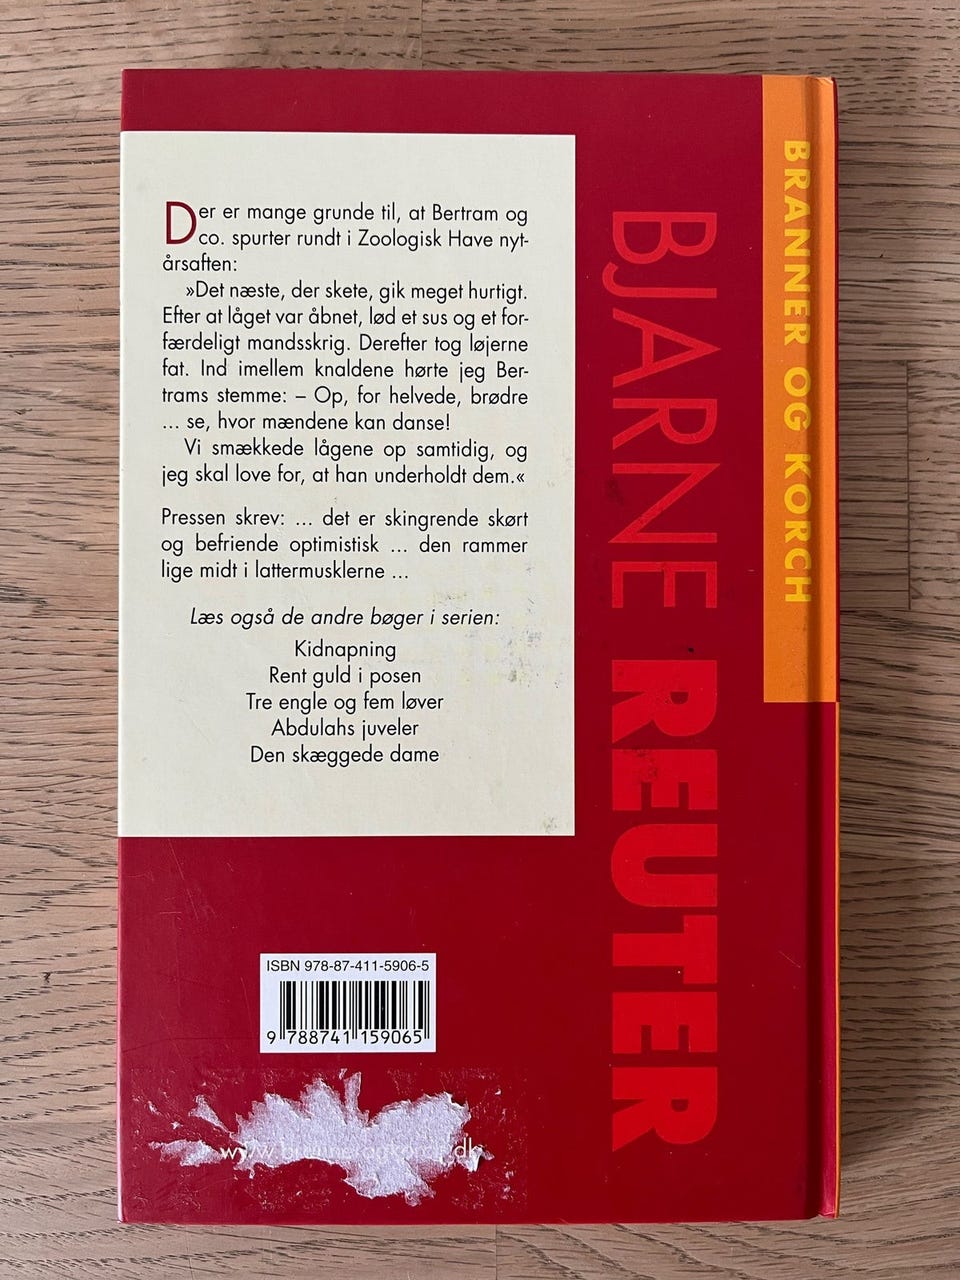 Der er mange grunde til, at Bertram og
co. spurter rundt i Zoologisk Have nyt-
årsaften:
»Det næste, der skete, gik meget hurtigt.
Efter at låget var åbnet, lød et sus og et for-
færdeligt mandsskrig. Derefter tog løjerne
fat. Ind imellem knaldene hørte jeg Ber-
trams stemme: – Op, for helvede, brødre
... se, hvor mændene kan danse!
Vi smækkede lågene op samtidig, og
jeg skal love for, at han underholdt dem.«
Pressen skrev: ... det er skingrende skørt
og befriende optimistisk ... den rammer
lige midt i lattermusklerne ...
Læs også de andre bøger i serien:
Kidnapning
Rent guld i posen
Tre engle og fem løver
Abdulahs juveler
Den skæggede dame
ISBN 978-87-411-5906-5
9 788741 159065
www.brannerogkorch.dk
BJARNE REUTER
BRANNER OG KORCH